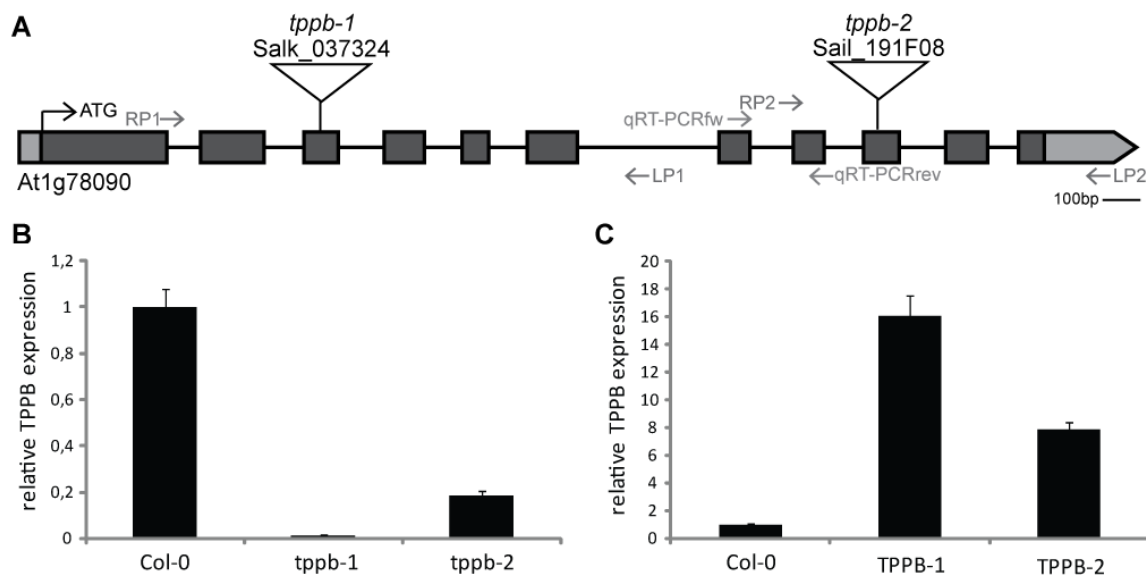 A
tppb-1
Salk_037324
tppb-2
Sail_191F08
ATG
RP1
qRT-PCRfw
RP2
LP1
qRT-PCRrev
LP2
At1g78090
100bp
B
relative TPPB expression
1,2
1
0,8
0,6
0,4
0,2
0
Col-0
tppb-1
tppb-2
C
relative TPPB expression
20
18
16
14
12
10
8
6
4
2
0
Col-0
TPPB-1
TPPB-2